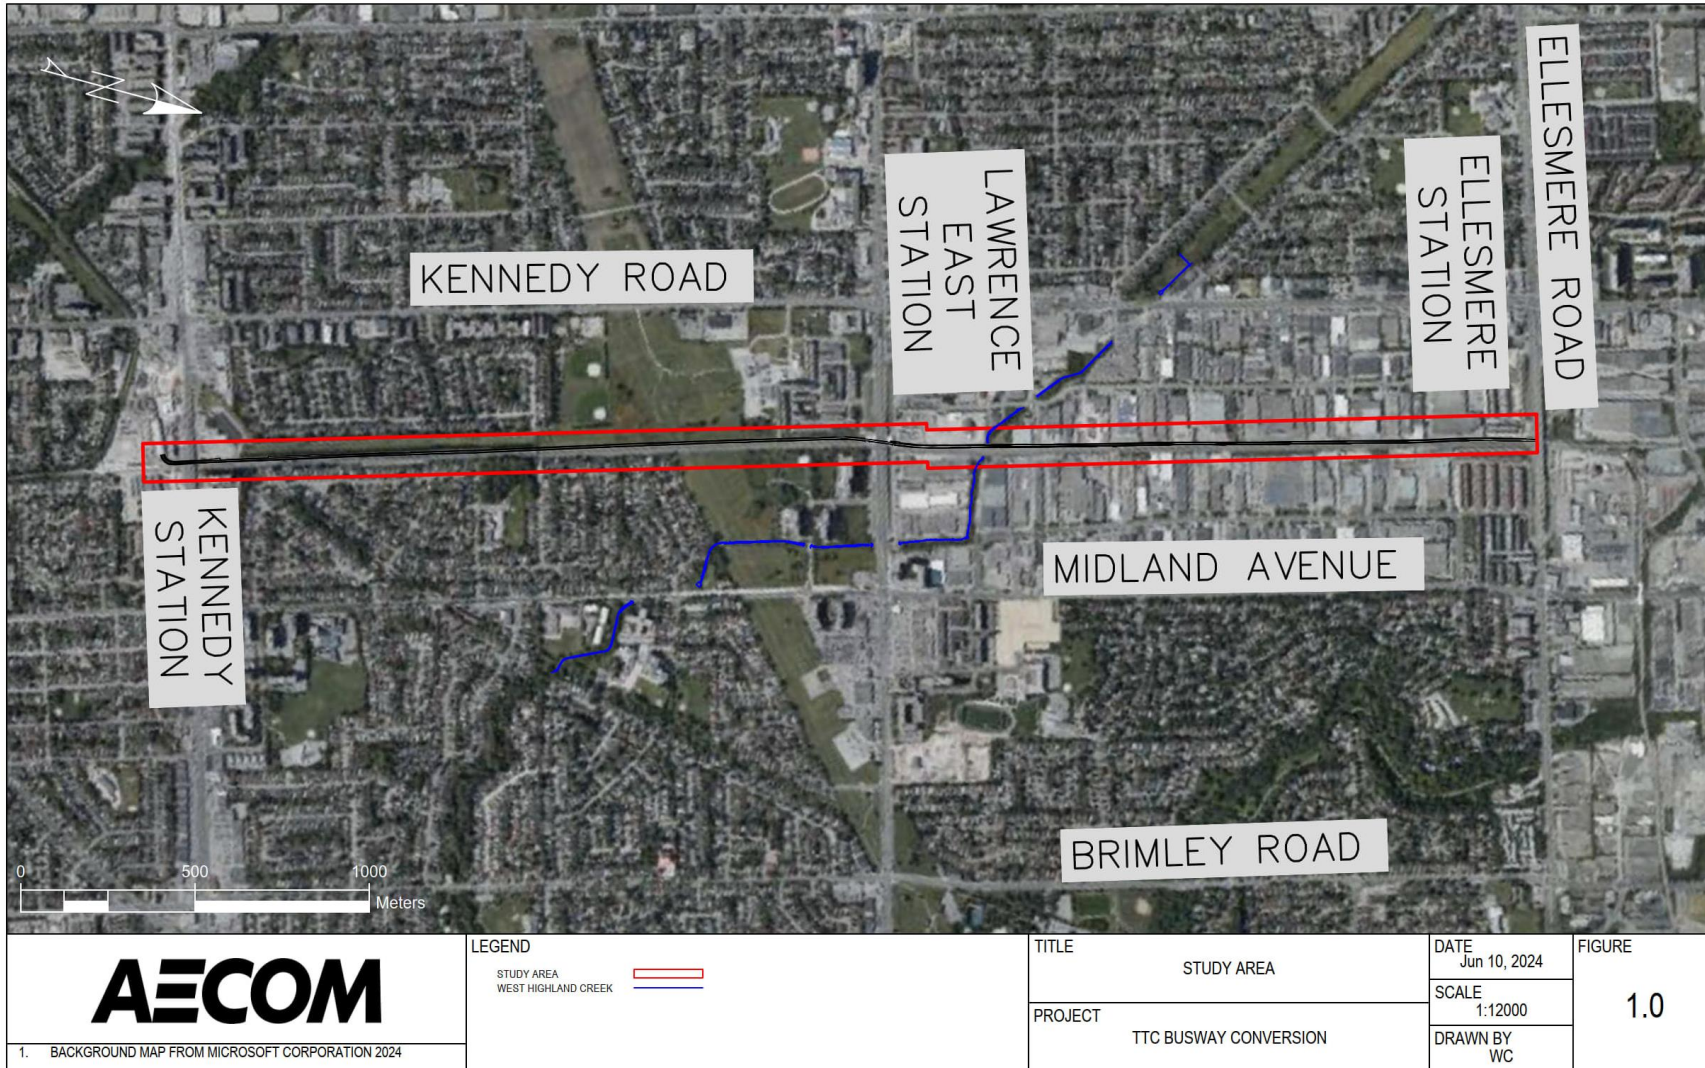 N
KENNEDY ROAD
LAWRENCE
EAST
STATION
ELLESMERE
STATION
ELLESMERE ROAD
KENNEDY
STATION
MIDLAND AVENUE
BRIMLEY ROAD
0 500 1000
Meters
AECOM
1. BACKGROUND MAP FROM MICROSOFT CORPORATION 2024
LEGEND
STUDY AREA
WEST HIGHLAND CREEK
TITLE
STUDY AREA
PROJECT
TTC BUSWAY CONVERSION
DATE
Jun 10, 2024
SCALE
1:12000
DRAWN BY
WC
FIGURE
1.0